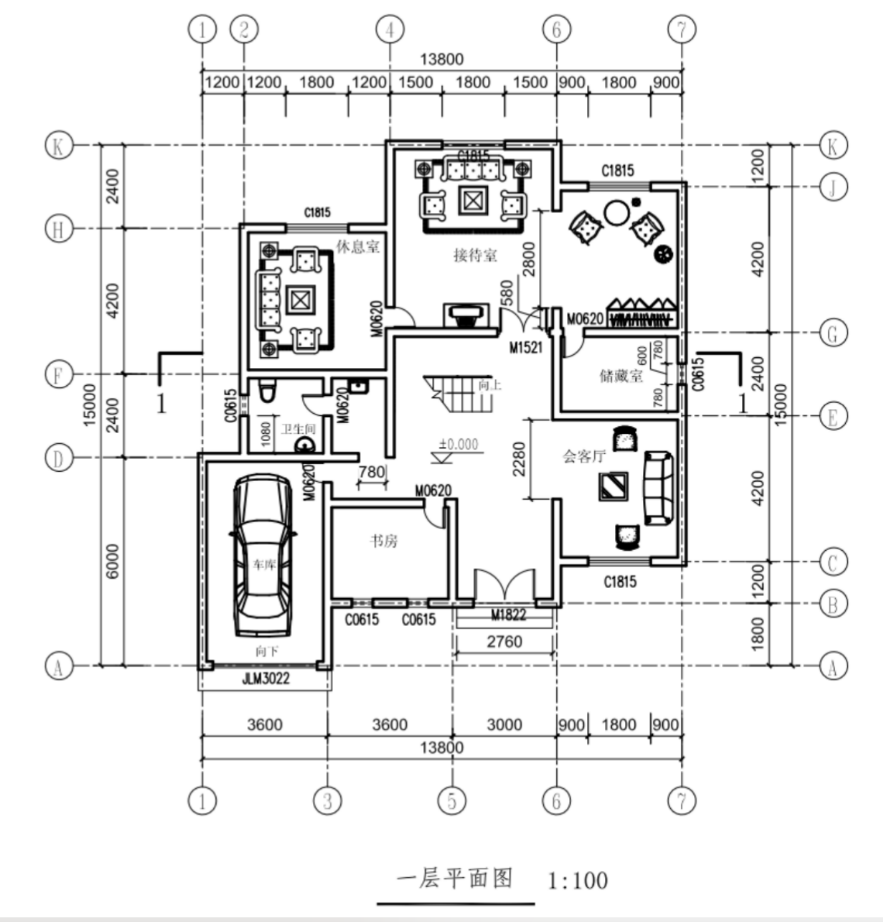 1 2 4 6 7
13800
1200 1200 1800 1200 1500 1800 1500 900 1800 900
K K
C1815
C1815
1200
J
2400
H
C1815
休息室
接待室
2800
4200
580
4200
M0620
M0620
M1521
G
15000
1 1
F
储藏室
600
780
780
C0615
2400
15000
C0615
M0620
向上
E
2400
卫生间
1080
±0.000
2280
会客厅
D
M0620
780
M0620
4200
6000
车库
书房
C
C1815
1200
C0615 C0615
M1822
B
2760
1800
向下
A A
JLM3022
3600 3600 3000 900 1800 900
13800
1 3 5 6 7
一层平面图 1:100